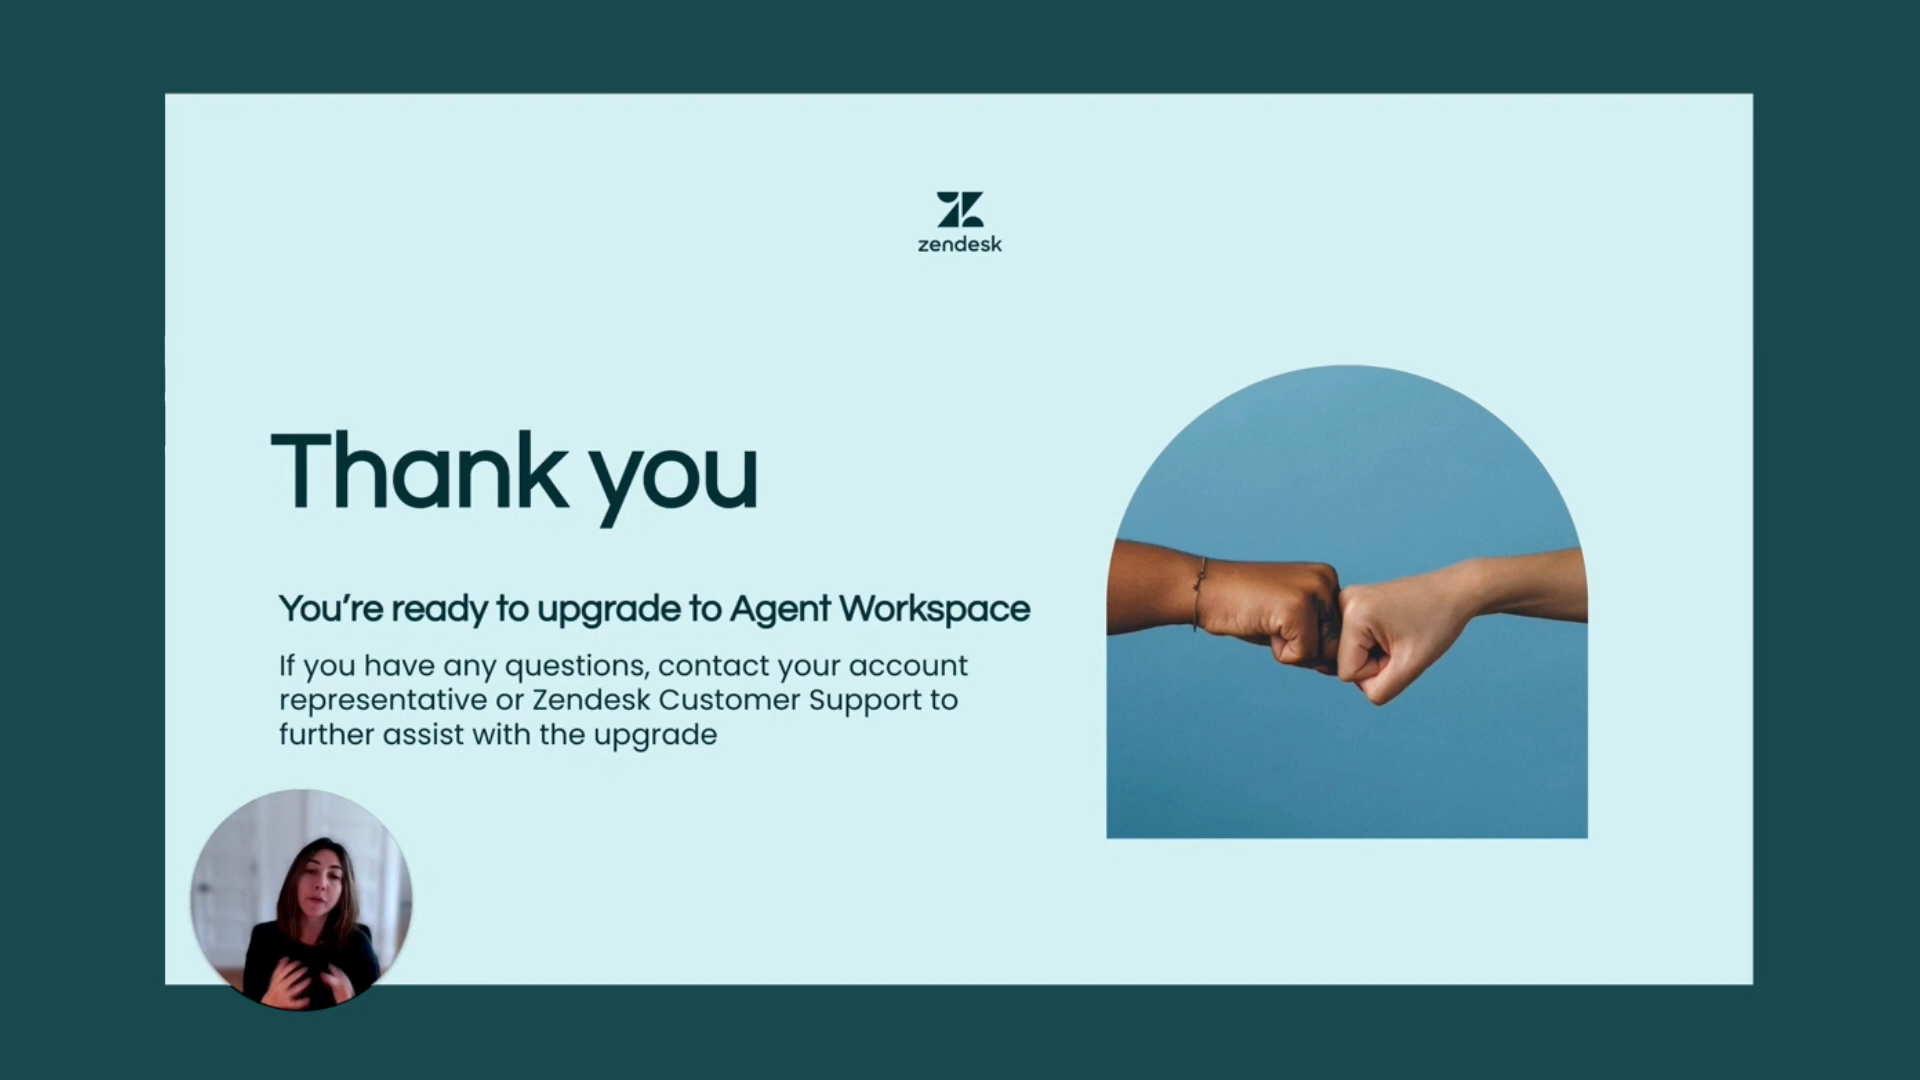 zendesk
Thank you
You’re ready to upgrade to Agent Workspace
If you have any questions, contact your account
representative or Zendesk Customer Support to
further assist with the upgrade